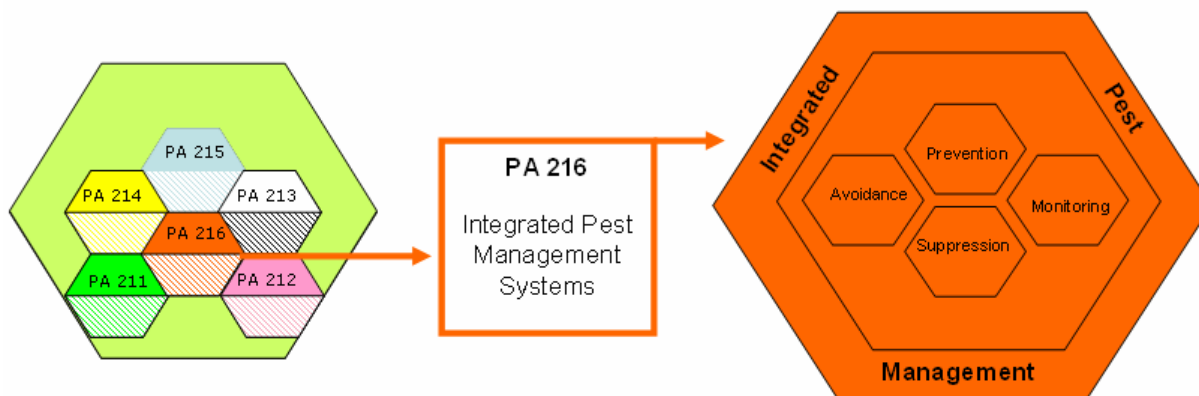 PA 215
PA 214
PA 213
PA 216
PA 211
PA 212
PA 216
Integrated Pest
Management
Systems
Integrated
Pest
Management
Prevention
Avoidance
Monitoring
Suppression